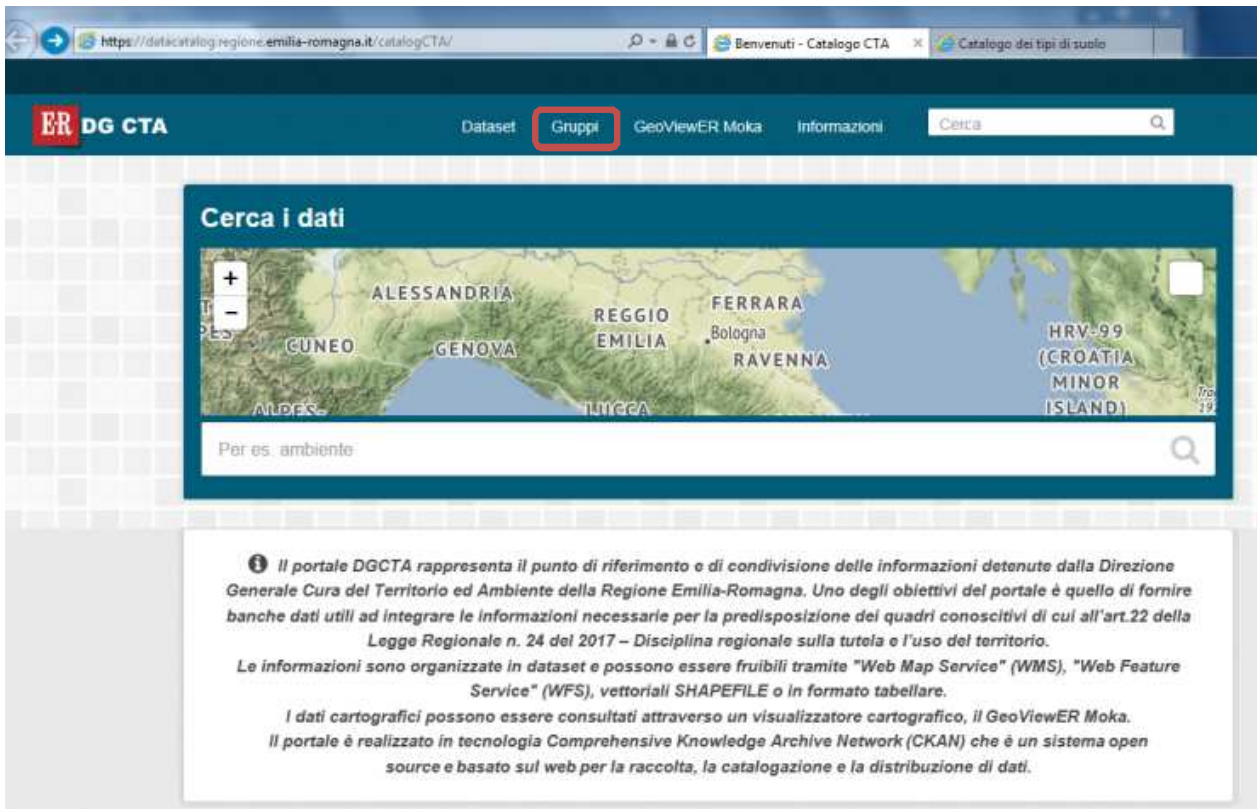 https://datacatalog.regione.emilia-romagna.it/catalogCTA/
Benvenuti - Catalogo CTA
Catalogo dei tipi di suolo
E-R DG CTA
Dataset Gruppi GeoViewER Moka Informazioni Cerca
Cerca i dati
+
−
ALESSANDRIA
REGGIO
EMILIA
FERRARA
Bologna
RAVENNA
CUNEO
GENOVA
HRV-99
(CROATIA
MINOR
ISLAND)
ALPES-
LUCCA
Per es. ambiente
Il portale DGCTA rappresenta il punto di riferimento e di condivisione delle informazioni detenute dalla Direzione
Generale Cura del Territorio ed Ambiente della Regione Emilia-Romagna. Uno degli obiettivi del portale è quello di fornire
banche dati utili ad integrare le informazioni necessarie per la predisposizione dei quadri conoscitivi di cui all'art.22 della
Legge Regionale n. 24 del 2017 – Disciplina regionale sulla tutela e l'uso del territorio.
Le informazioni sono organizzate in dataset e possono essere fruibili tramite "Web Map Service" (WMS), "Web Feature
Service" (WFS), vettoriali SHAPEFILE o in formato tabellare.
I dati cartografici possono essere consultati attraverso un visualizzatore cartografico, il GeoViewER Moka.
Il portale è realizzato in tecnologia Comprehensive Knowledge Archive Network (CKAN) che è un sistema open
source e basato sul web per la raccolta, la catalogazione e la distribuzione di dati.